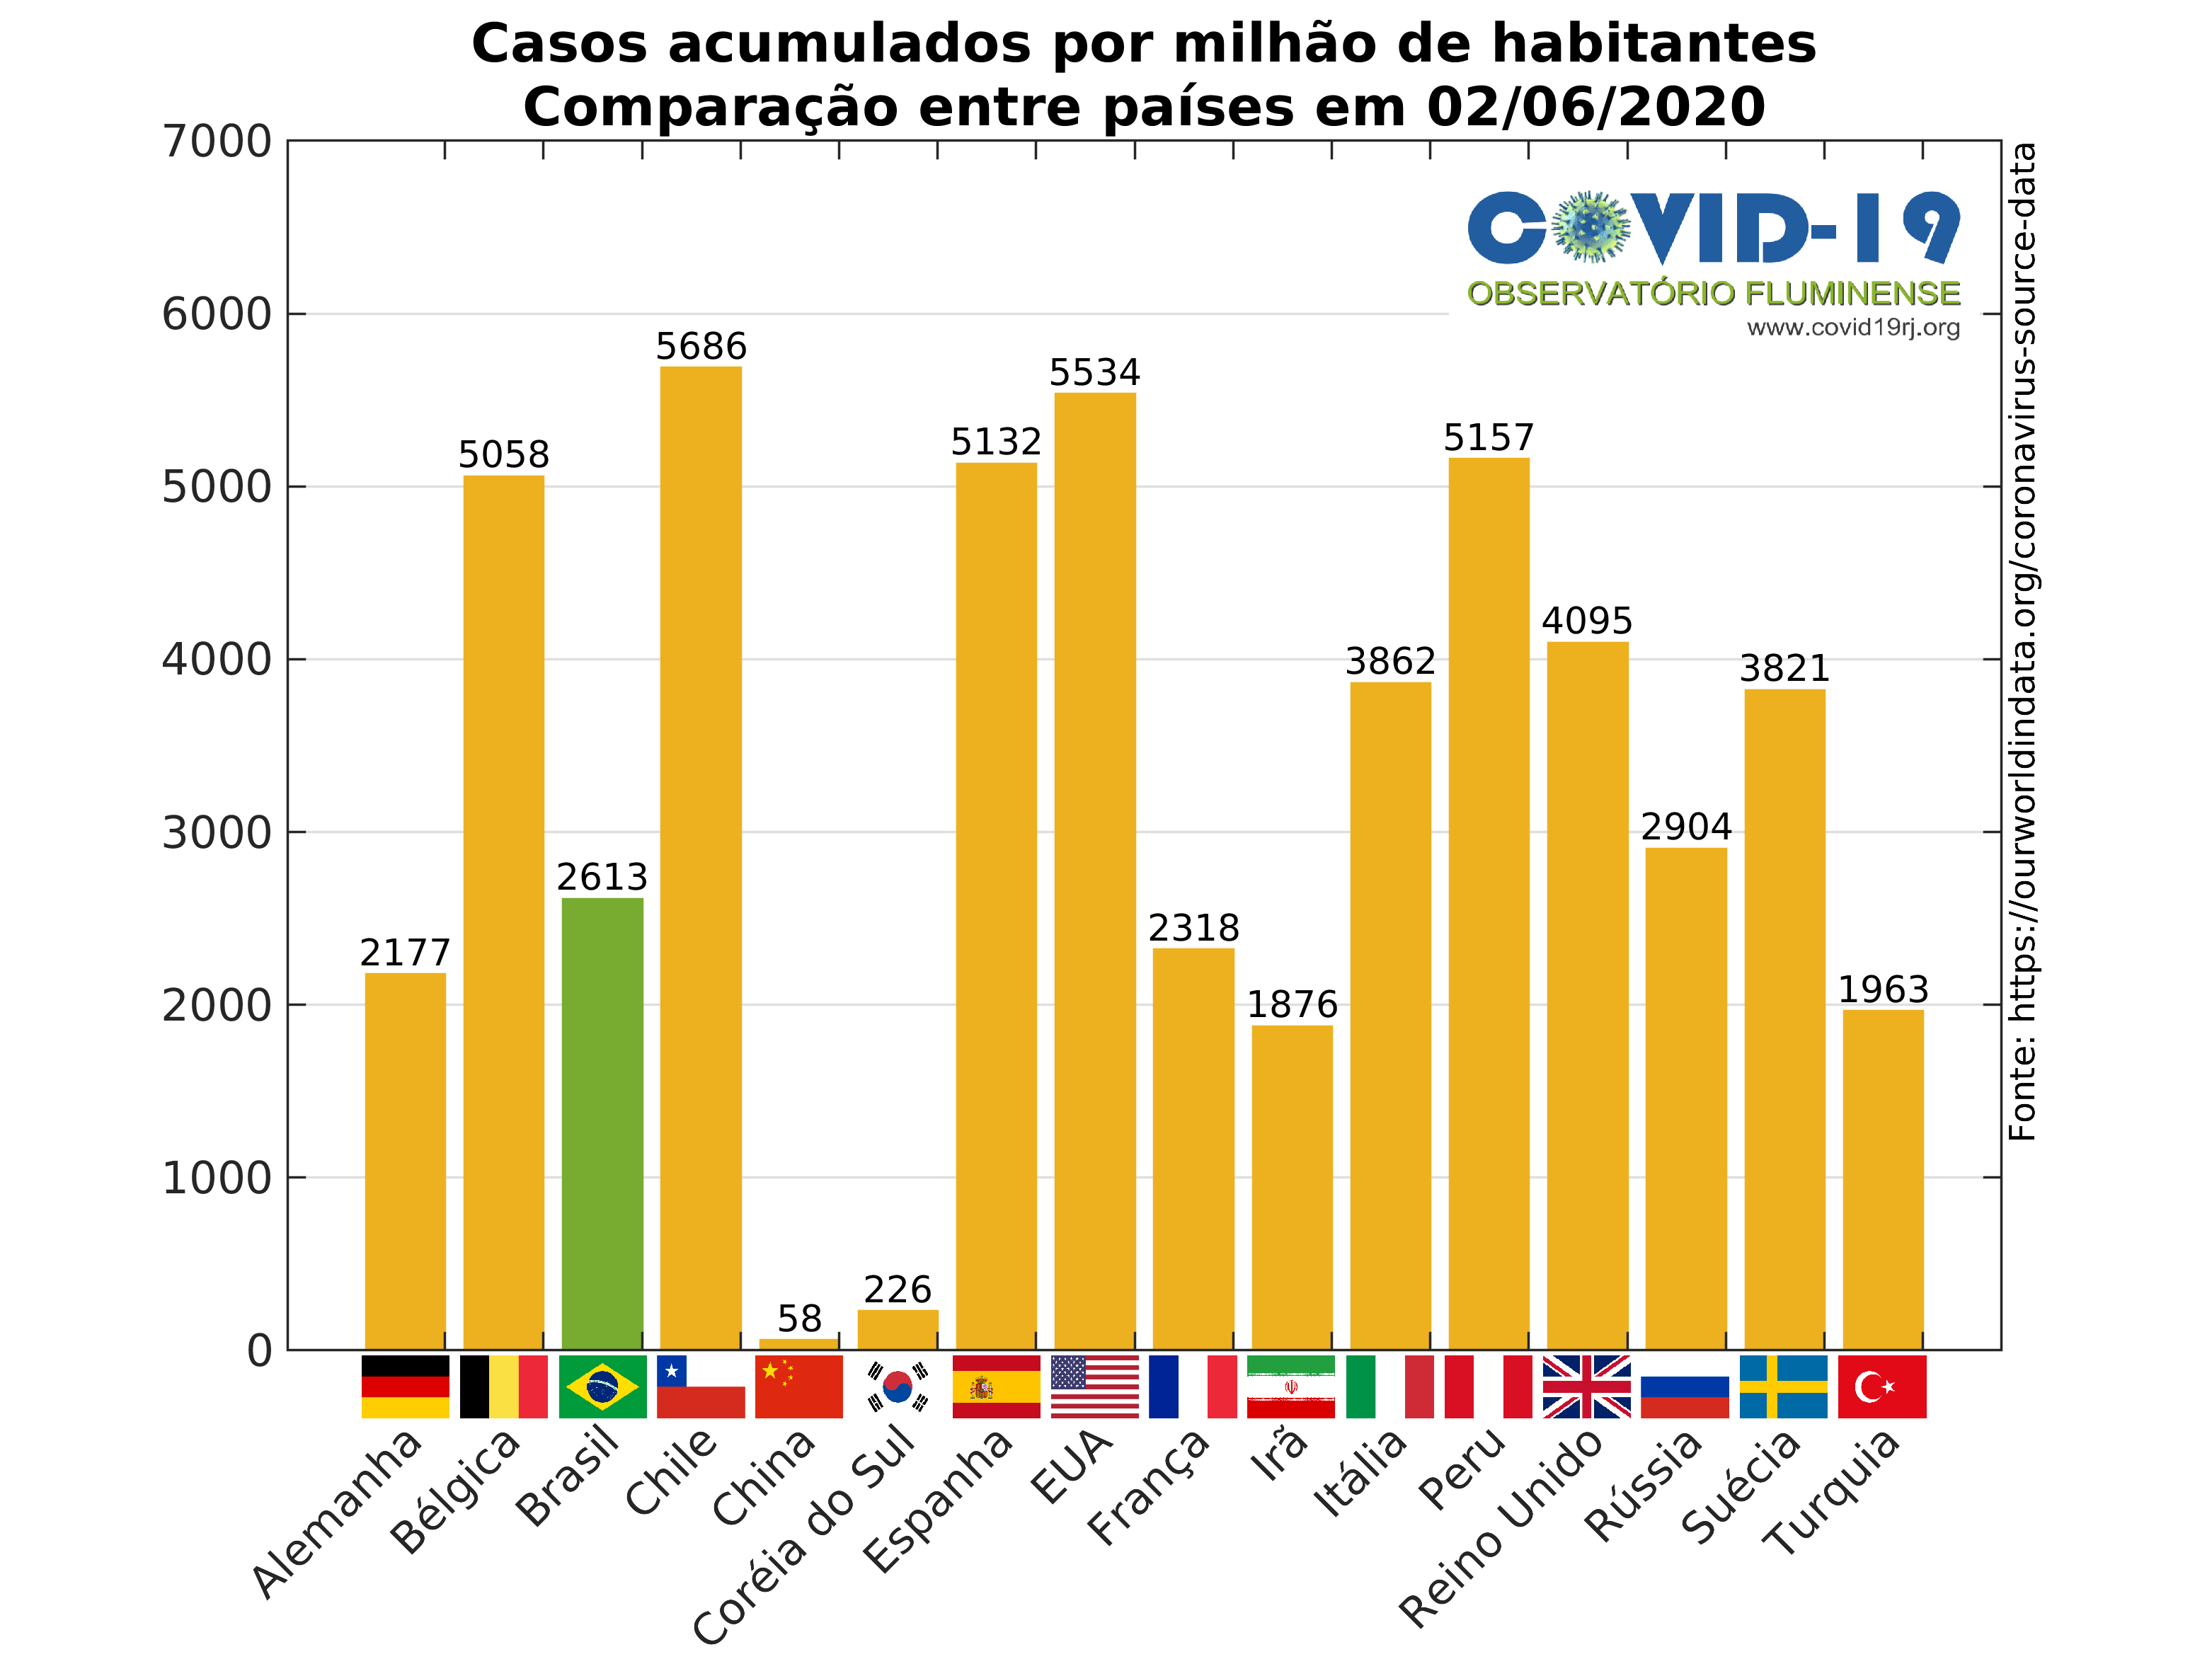 Casos acumulados por milhão de habitantes
Comparação entre países em 02/06/2020
7000
6000
5000
4000
3000
2000
1000
0
COVID-19
OBSERVATÓRIO FLUMINENSE
www.covid19rj.org
2177
5058
2613
5686
58
226
5132
5534
2318
1876
3862
5157
4095
2904
3821
1963
Alemanha
Bélgica
Brasil
Chile
China
Coréia do Sul
Espanha
EUA
França
Irã
Itália
Peru
Reino Unido
Rússia
Suécia
Turquia
Fonte: https://ourworldindata.org/coronavirus-source-data